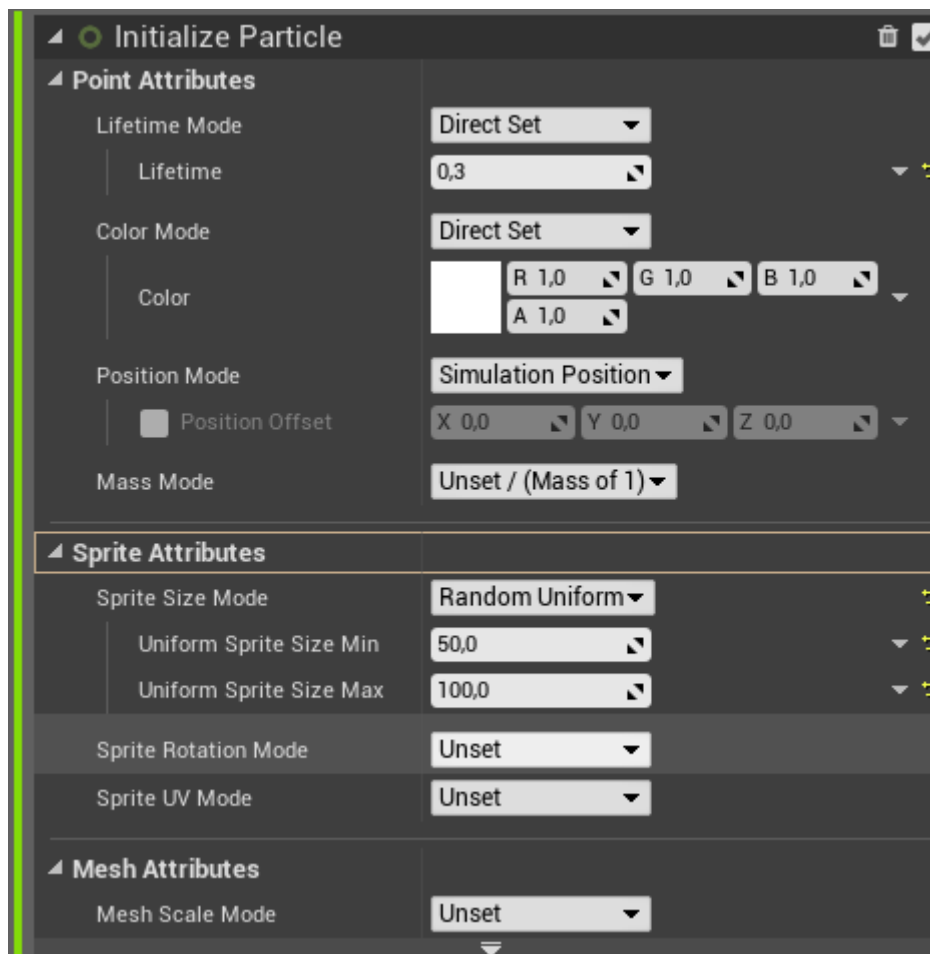 Initialize Particle
Point Attributes
Lifetime Mode Direct Set
Lifetime 0,3
Color Mode Direct Set
Color R 1,0 G 1,0 B 1,0
A 1,0
Position Mode Simulation Position
Position Offset X 0,0 Y 0,0 Z 0,0
Mass Mode Unset / (Mass of 1)
Sprite Attributes
Sprite Size Mode Random Uniform
Uniform Sprite Size Min 50,0
Uniform Sprite Size Max 100,0
Sprite Rotation Mode Unset
Sprite UV Mode Unset
Mesh Attributes
Mesh Scale Mode Unset